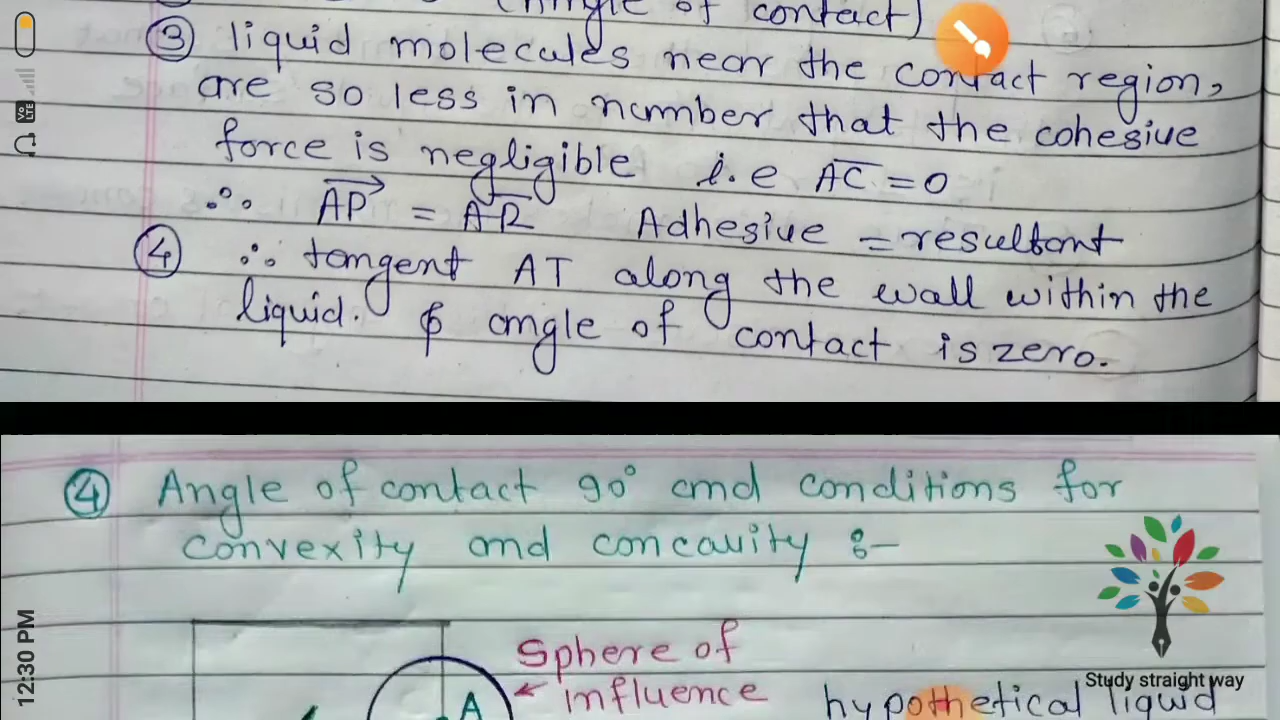 (Angle of contact)
③ liquid molecules near the contact region,
are so less in number that the cohesive
force is negligible i.e AC = 0
∴ AP = AR Adhesive = resultant
④ ∴ tangent AT along the wall within the
liquid. & angle of contact is zero.
④ Angle of contact 90° and conditions for
convexity and concavity :-
Sphere of
influence
A
hypothetical liquid
Study straight way
12:30 PM